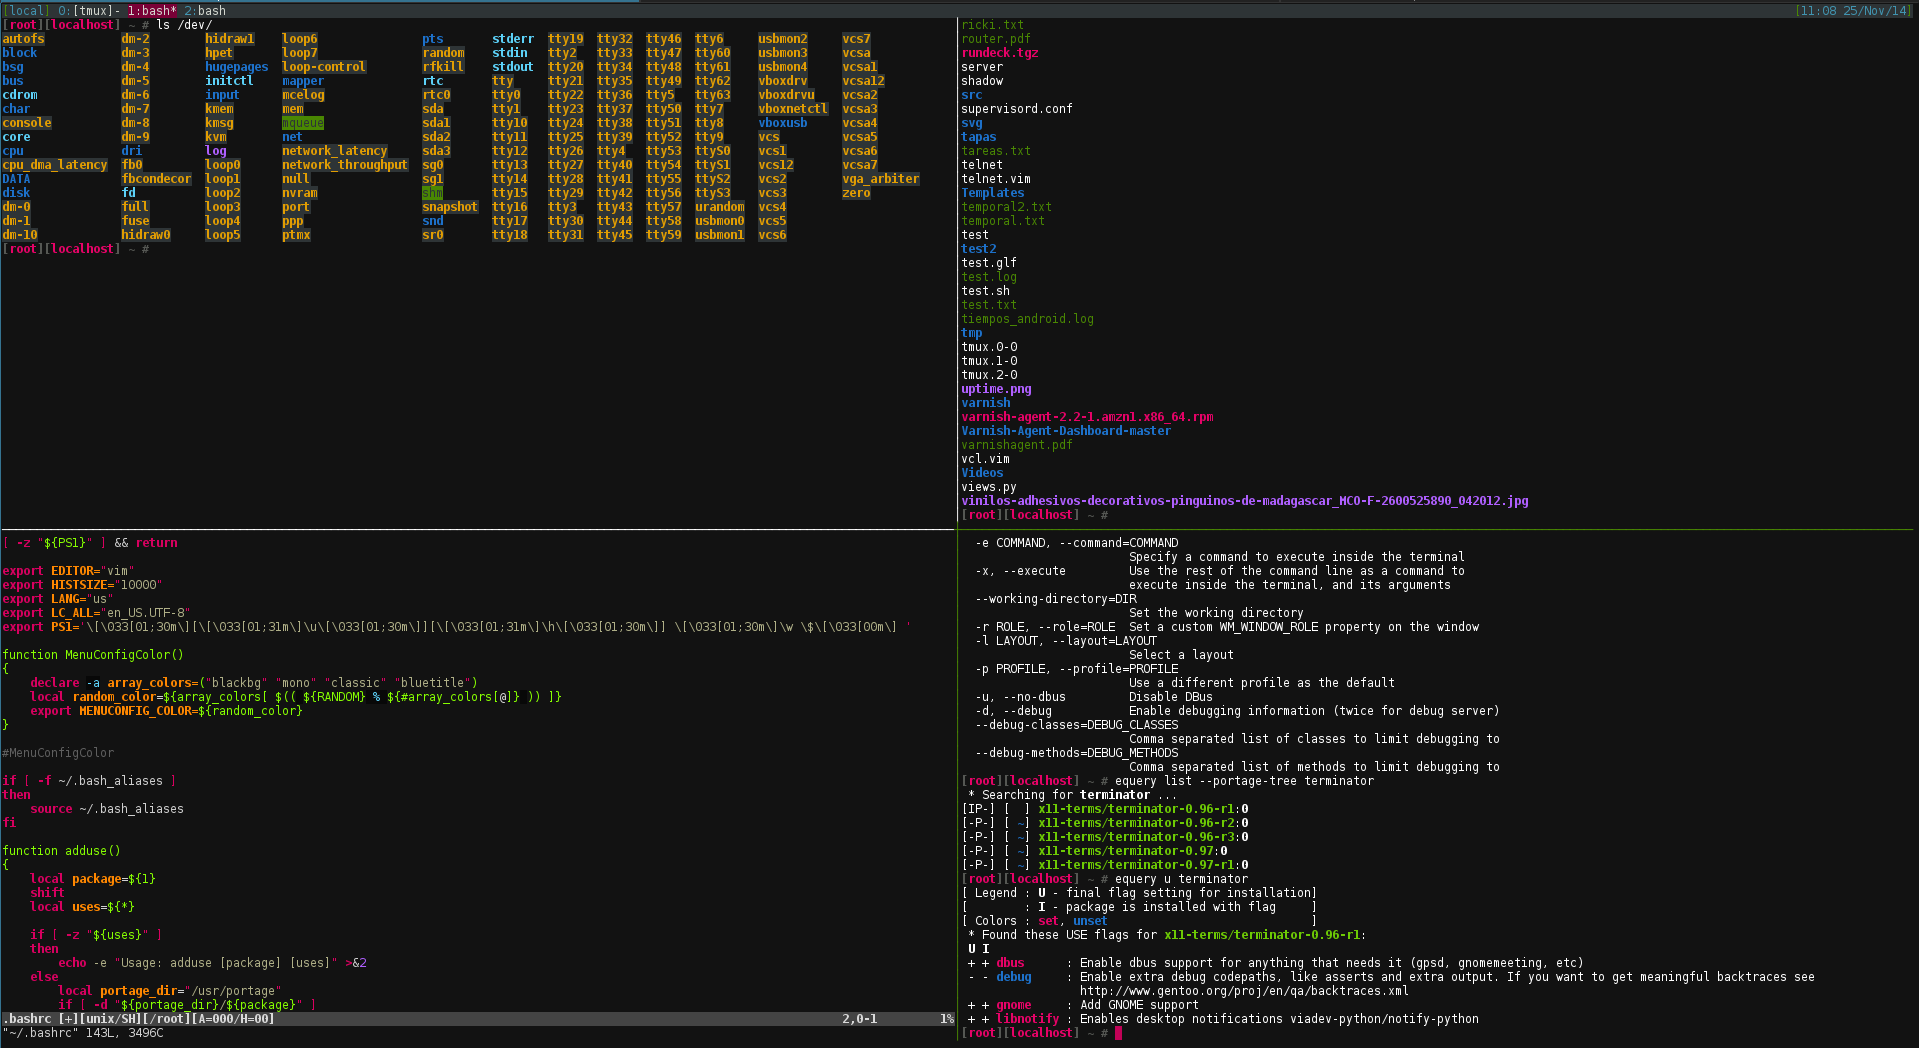 [local] 0:[tmux]- 1:bash* 2:bash [11:08 25/Nov/14]
[root][localhost] ~ # ls /dev/
autofs dm-2 hidraw1 loop6 pts stderr tty19 tty32 tty46 tty6 usbmon2 vcs7
block dm-3 hpet loop7 random stdin tty2 tty33 tty47 tty60 usbmon3 vcsa
bsg dm-4 hugepages loop-control rfkill stdout tty20 tty34 tty48 tty61 usbmon4 vcsa1
bus dm-5 initctl mapper rtc tty tty21 tty35 tty49 tty62 vboxdrv vcsa12
cdrom dm-6 input mcelog rtc0 tty0 tty22 tty36 tty5 tty63 vboxdrvu vcsa2
char dm-7 kmem mem sda tty1 tty23 tty37 tty50 tty7 vboxnetctl vcsa3
console dm-8 kmsg mqueue sda1 tty10 tty24 tty38 tty51 tty8 vboxusb vcsa4
core dm-9 kvm net sda2 tty11 tty25 tty39 tty52 tty9 vcs vcsa5
cpu dri log network_latency sda3 tty12 tty26 tty4 tty53 ttyS0 vcs1 vcsa6
cpu_dma_latency fb0 loop0 network_throughput sg0 tty13 tty27 tty40 tty54 ttyS1 vcs12 vcsa7
DATA fbcondecor loop1 null sg1 tty14 tty28 tty41 tty55 ttyS2 vcs2 vga_arbiter
disk fd loop2 nvram shm tty15 tty29 tty42 tty56 ttyS3 vcs3 zero
dm-0 full loop3 port snapshot tty16 tty3 tty43 tty57 urandom vcs4
dm-1 fuse loop4 ppp snd tty17 tty30 tty44 tty58 usbmon0 vcs5
dm-10 hidraw0 loop5 ptmx sr0 tty18 tty31 tty45 tty59 usbmon1 vcs6
[root][localhost] ~ #
ricki.txt
router.pdf
rundeck.tgz
server
shadow
src
supervisord.conf
svg
tapas
tareas.txt
telnet
telnet.vim
Templates
temporal2.txt
temporal.txt
test
test2
test.glf
test.log
test.sh
test.txt
tiempos_android.log
tmp
tmux.0-0
tmux.1-0
tmux.2-0
uptime.png
varnish
varnish-agent-2.2-1.amzn1.x86_64.rpm
Varnish-Agent-Dashboard-master
varnishagent.pdf
vcl.vim
Videos
views.py
vinilos-adhesivos-decorativos-pinguinos-de-madagascar_MCO-F-2600525890_042012.jpg
[root][localhost] ~ #
[ -z "${PS1}" ] && return
export EDITOR="vim"
export HISTSIZE="10000"
export LANG="us"
export LC_ALL="en_US.UTF-8"
export PS1='\[\033[01;30m\][\[\033[01;31m\]\u\[\033[01;30m\]][\[\033[01;31m\]\h\[\033[01;30m\]] \[\033[01;30m\]\w \$\[\033[00m\] '
function MenuConfigColor()
{
declare -a array_colors=("blackbg" "mono" "classic" "bluetitle")
local random_color=${array_colors[ $(( ${RANDOM} % ${#array_colors[@]} )) ]}
export MENUCONFIG_COLOR=${random_color}
}
#MenuConfigColor
if [ -f ~/.bash_aliases ]
then
source ~/.bash_aliases
fi
function adduse()
{
local package=${1}
shift
local uses=${*}
if [ -z "${uses}" ]
then
echo -e "Usage: adduse [package] [uses]" >&2
else
local portage_dir="/usr/portage"
if [ -d "${portage_dir}/${package}" ]
.bashrc [+][unix/SH][/root][A=000/H=00] 2,0-1 1%
"~/.bashrc" 143L, 3496C
-e COMMAND, --command=COMMAND
Specify a command to execute inside the terminal
-x, --execute Use the rest of the command line as a command to
execute inside the terminal, and its arguments
--working-directory=DIR
Set the working directory
-r ROLE, --role=ROLE Set a custom WM_WINDOW_ROLE property on the window
-l LAYOUT, --layout=LAYOUT
Select a layout
-p PROFILE, --profile=PROFILE
Use a different profile as the default
-u, --no-dbus Disable DBus
-d, --debug Enable debugging information (twice for debug server)
--debug-classes=DEBUG_CLASSES
Comma separated list of classes to limit debugging to
--debug-methods=DEBUG_METHODS
Comma separated list of methods to limit debugging to
[root][localhost] ~ # equery list --portage-tree terminator
* Searching for terminator ...
[IP-] [  ] x11-terms/terminator-0.96-r1:0
[-P-] [ ~] x11-terms/terminator-0.96-r2:0
[-P-] [ ~] x11-terms/terminator-0.96-r3:0
[-P-] [ ~] x11-terms/terminator-0.97:0
[-P-] [ ~] x11-terms/terminator-0.97-r1:0
[root][localhost] ~ # equery u terminator
[ Legend : U - final flag setting for installation]
[ : I - package is installed with flag ]
[ Colors : set, unset ]
* Found these USE flags for x11-terms/terminator-0.96-r1:
U I
+ + dbus : Enable dbus support for anything that needs it (gpsd, gnomemeeting, etc)
- - debug : Enable extra debug codepaths, like asserts and extra output. If you want to get meaningful backtraces see
http://www.gentoo.org/proj/en/qa/backtraces.xml
+ + gnome : Add GNOME support
+ + libnotify : Enables desktop notifications viadev-python/notify-python
[root][localhost] ~ #